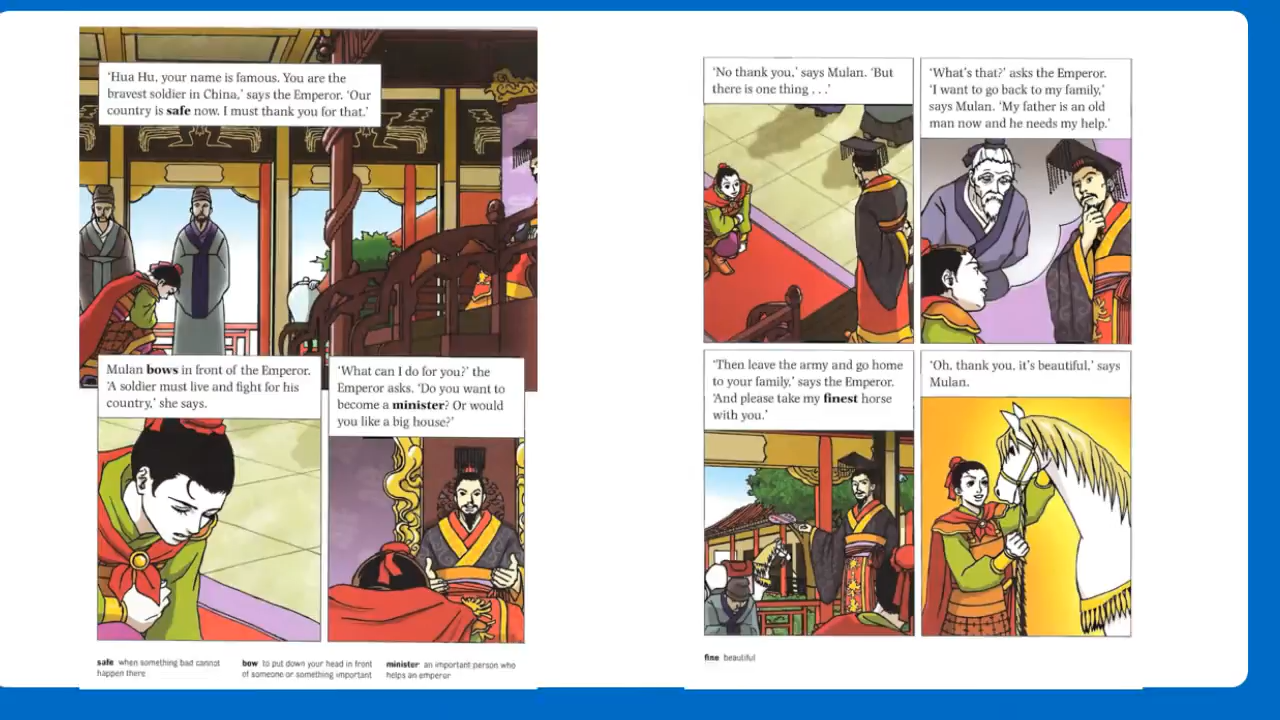 ‘Hua Hu, your name is famous. You are the
bravest soldier in China,’ says the Emperor. ‘Our
country is safe now. I must thank you for that.’
Mulan bows in front of the Emperor.
‘A soldier must live and fight for his
country,’ she says.
‘What can I do for you?’ the
Emperor asks. ‘Do you want to
become a minister? Or would
you like a big house?’
safe when something bad cannot
happen there
bow to put down your head in front
of someone or something important
minister an important person who
helps an emperor
‘No thank you,’ says Mulan. ‘But
there is one thing . . .’
‘What's that?’ asks the Emperor.
‘I want to go back to my family,’
says Mulan. ‘My father is an old
man now and he needs my help.’
‘Then leave the army and go home
to your family,’ says the Emperor.
‘And please take my finest horse
with you.’
‘Oh, thank you, it's beautiful,’ says
Mulan.
fine beautiful